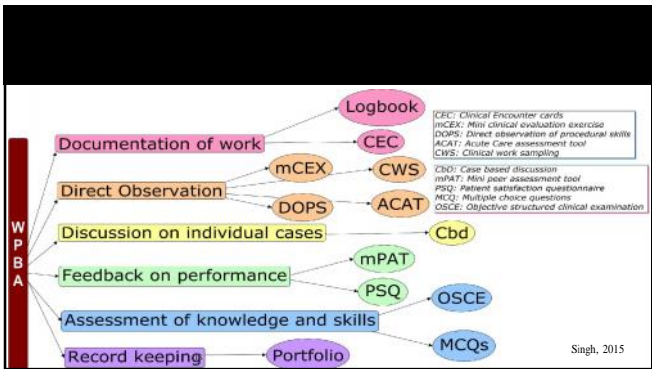 Logbook
CEC: Clinical Encounter cards
mCEX: Mini clinical evaluation exercise
DOPS: Direct observation of procedural skills
ACAT: Acute Care assessment tool
CWS: Clinical work sampling
Documentation of work
CEC
mCEX
CWS
CbD: Case based discussion
mPAT: Mini peer assessment tool
PSQ: Patient satisfaction questionnaire
MCQ: Multiple choice questions
OSCE: Objective structured clinical examination
Direct Observation
DOPS
ACAT
WPBA
Discussion on individual cases
Cbd
mPAT
Feedback on performance
PSQ
OSCE
Assessment of knowledge and skills
MCQs
Singh, 2015
Record keeping
Portfolio